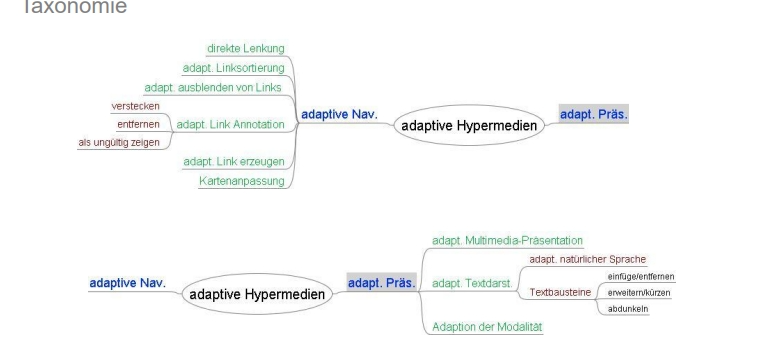 Taxonomie
direkte Lenkung
adapt. Linksortierung
adapt. ausblenden von Links
verstecken
entfernen
als ungültig zeigen
adapt. Link Annotation
adapt. Link erzeugen
Kartenanpassung
adaptive Nav.
adaptive Hypermedien
adapt. Präs.
adaptive Nav.
adaptive Hypermedien
adapt. Präs.
adapt. Multimedia-Präsentation
adapt. Textdarst.
adapt. natürlicher Sprache
Textbausteine
einfüge/entfernen
erweitern/kürzen
abdunkeln
Adaption der Modalität